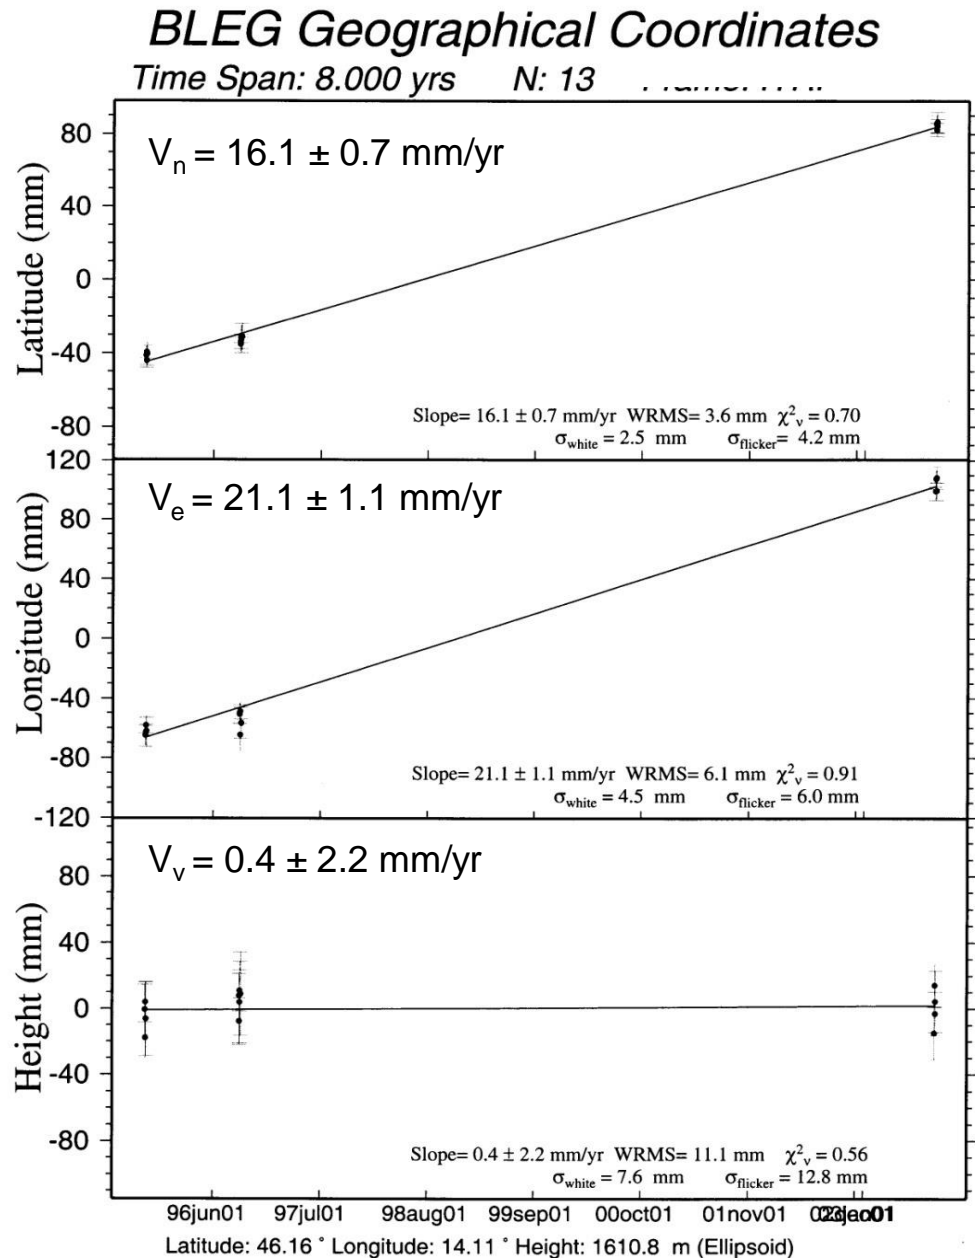 BLEG Geographical Coordinates
Time Span: 8.000 yrs N: 13
80
Vn = 16.1 ± 0.7 mm/yr
40
0
-40
-80
Latitude (mm)
Slope= 16.1 ± 0.7 mm/yr WRMS= 3.6 mm χ²ν = 0.70
σwhite = 2.5 mm σflicker= 4.2 mm
120
Ve = 21.1 ± 1.1 mm/yr
80
40
0
-40
-80
-120
Longitude (mm)
Slope= 21.1 ± 1.1 mm/yr WRMS= 6.1 mm χ²ν = 0.91
σwhite = 4.5 mm σflicker = 6.0 mm
Vv = 0.4 ± 2.2 mm/yr
80
40
0
-40
-80
Height (mm)
Slope= 0.4 ± 2.2 mm/yr WRMS= 11.1 mm χ²ν = 0.56
σwhite = 7.6 mm σflicker = 12.8 mm
96jun01 97jul01 98aug01 99sep01 00oct01 01nov01
Latitude: 46.16 ° Longitude: 14.11 ° Height: 1610.8 m (Ellipsoid)